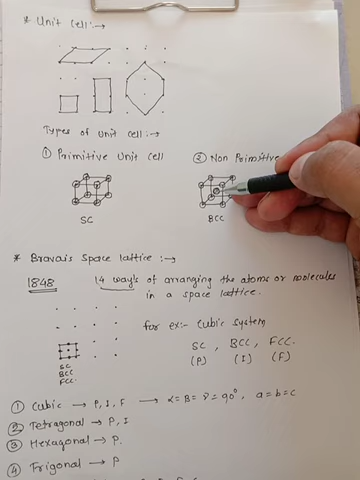 * Unit cell:→
Types of Unit cell:→
① Primitive Unit cell ② Non Primitive
SC BCC
* Bravais Space lattice :→
1848 14 way's of arranging the atoms or molecules
in a space lattice.
for ex:- Cubic System
SC , BCC, FCC.
(P) (I) (F)
SC
BCC
FCC.
① Cubic → P, I, F → α = B = γ = 90°, a = b = c
② Tetragonal → P, I
③ Hexagonal → P.
④ Trigonal → P